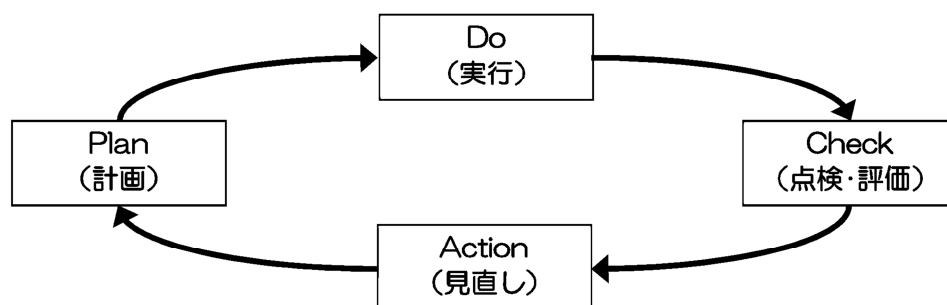 Do
(実行)
Plan
(計画)
Check
(点検・評価)
Action
(見直し)